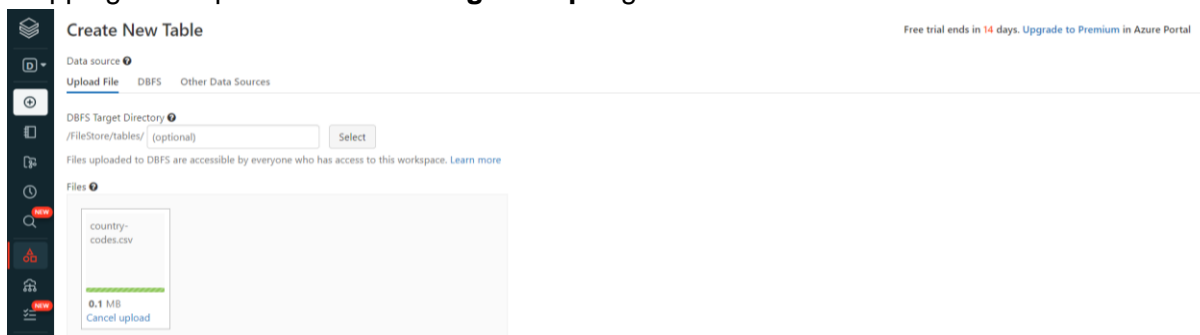 Create New Table
Free trial ends in 14 days. Upgrade to Premium in Azure Portal
D
Data source
Upload File DBFS Other Data Sources
DBFS Target Directory
/FileStore/tables/ (optional) Select
Files uploaded to DBFS are accessible by everyone who has access to this workspace. Learn more
Files
NEW
country-
codes.csv
0.1 MB
Cancel upload
NEW